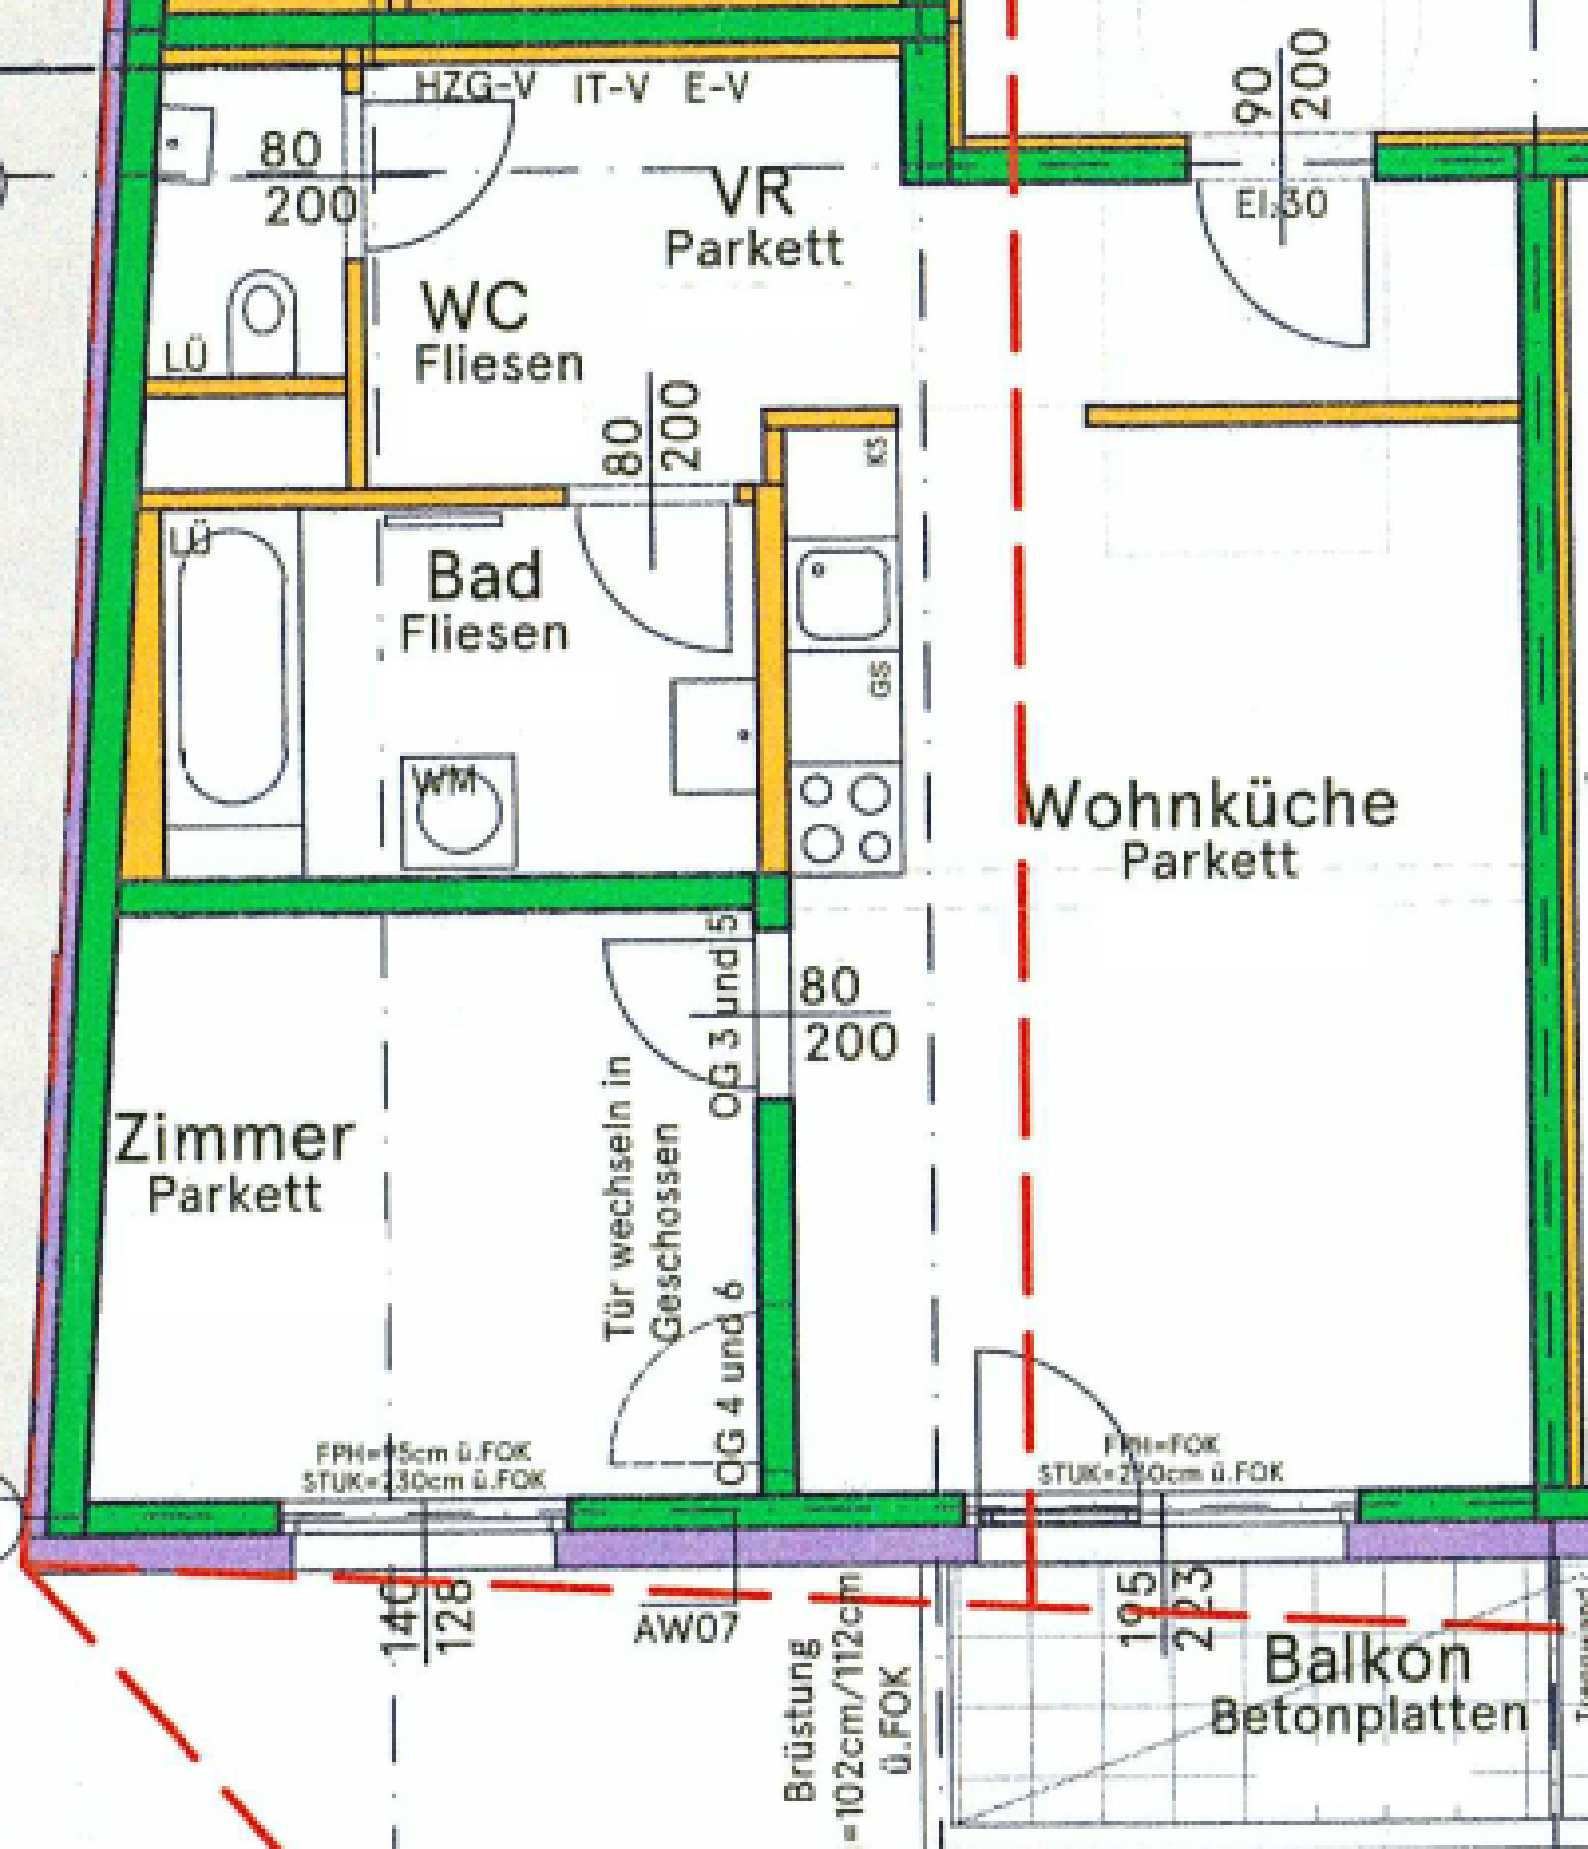 HZG-V IT-V E-V
90
200
80
200
VR
Parkett
EI₂30
WC
Fliesen
LÜ
80
200
KS
LÜ
Bad
Fliesen
GS
WM
Wohnküche
Parkett
OG 3 und 5
80
200
Zimmer
Parkett
Tür wechseln in
Geschossen
OG 4 und 6
STUK=230cm ü.FOK
FPH=FOK
140
128
AW07
195
223
Brüstung
=102cm/112cm
ü.FOK
Balkon
Betonplatten